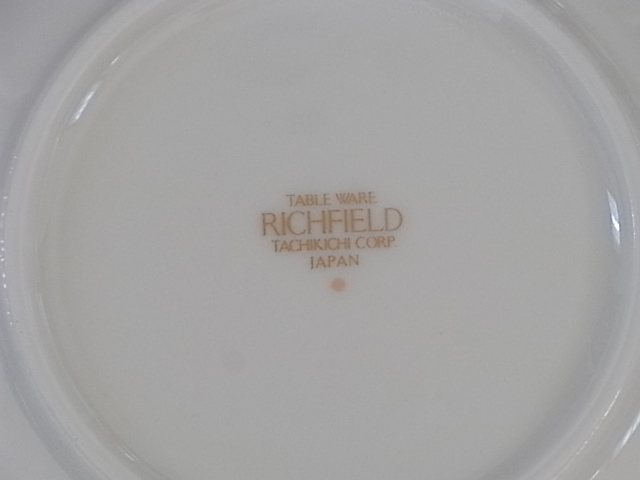 TABLE WARE
RICHFIELD
TACHIKICHI CORP
JAPAN